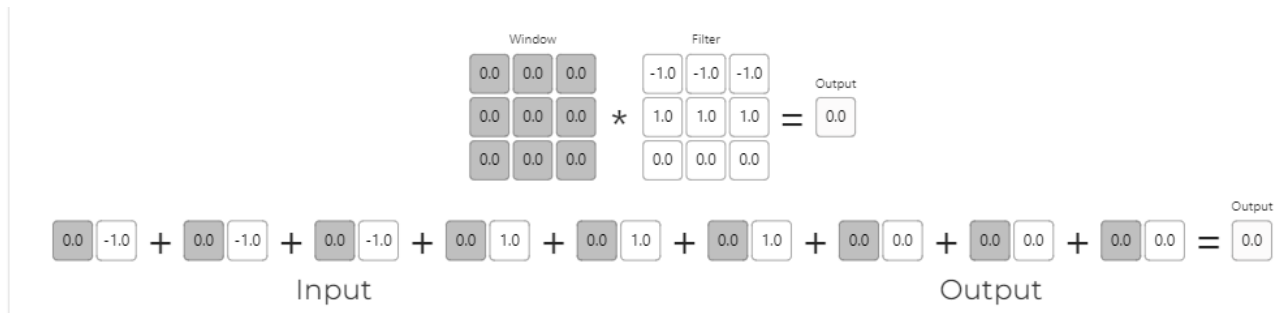 Window Filter
0.0 0.0 0.0 -1.0 -1.0 -1.0
Output
0.0 0.0 0.0 * 1.0 1.0 1.0 = 0.0
0.0 0.0 0.0 0.0 0.0 0.0
Output
0.0 -1.0 + 0.0 -1.0 + 0.0 -1.0 + 0.0 1.0 + 0.0 1.0 + 0.0 1.0 + 0.0 0.0 + 0.0 0.0 + 0.0 0.0 = 0.0
Input Output